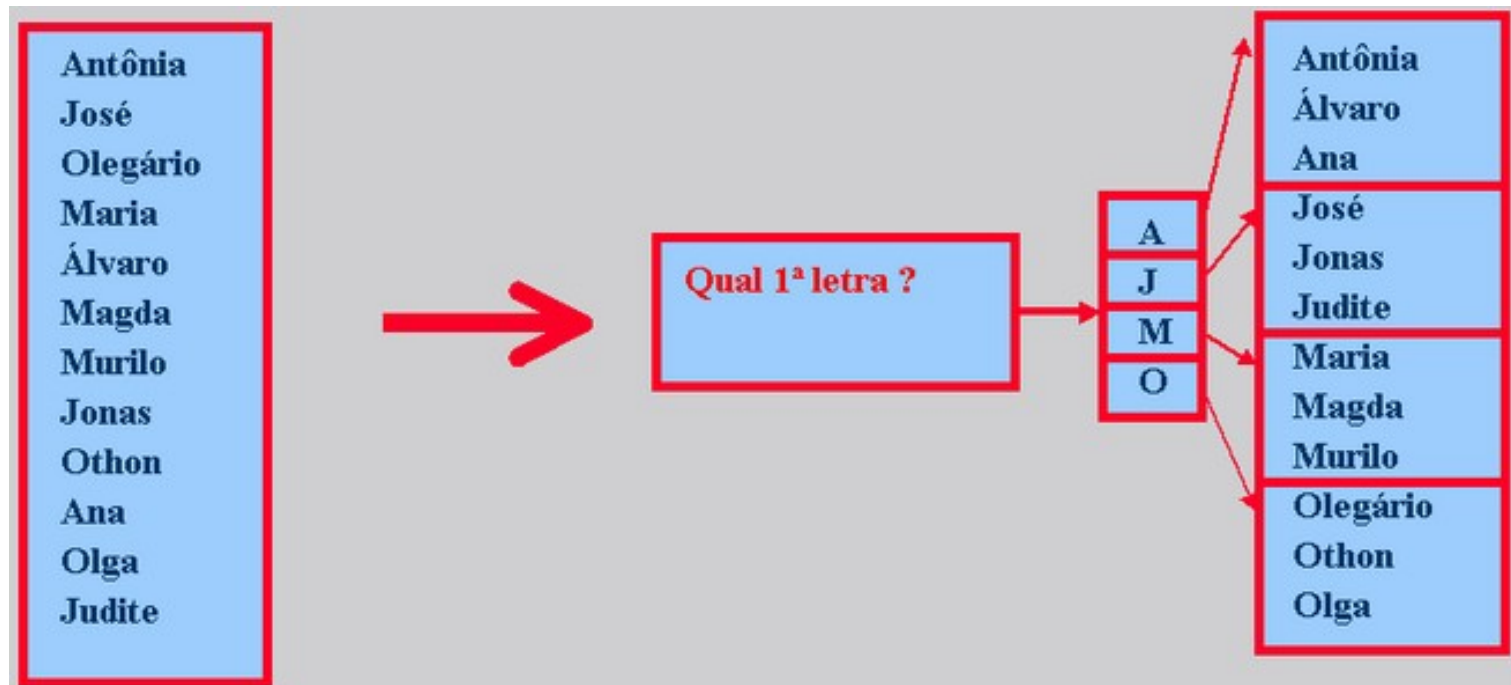 Antônia
José
Olegário
Maria
Álvaro
Magda
Murilo
Jonas
Othon
Ana
Olga
Judite
Qual 1ª letra ?
A
J
M
O
Antônia
Álvaro
Ana
José
Jonas
Judite
Maria
Magda
Murilo
Olegário
Othon
Olga